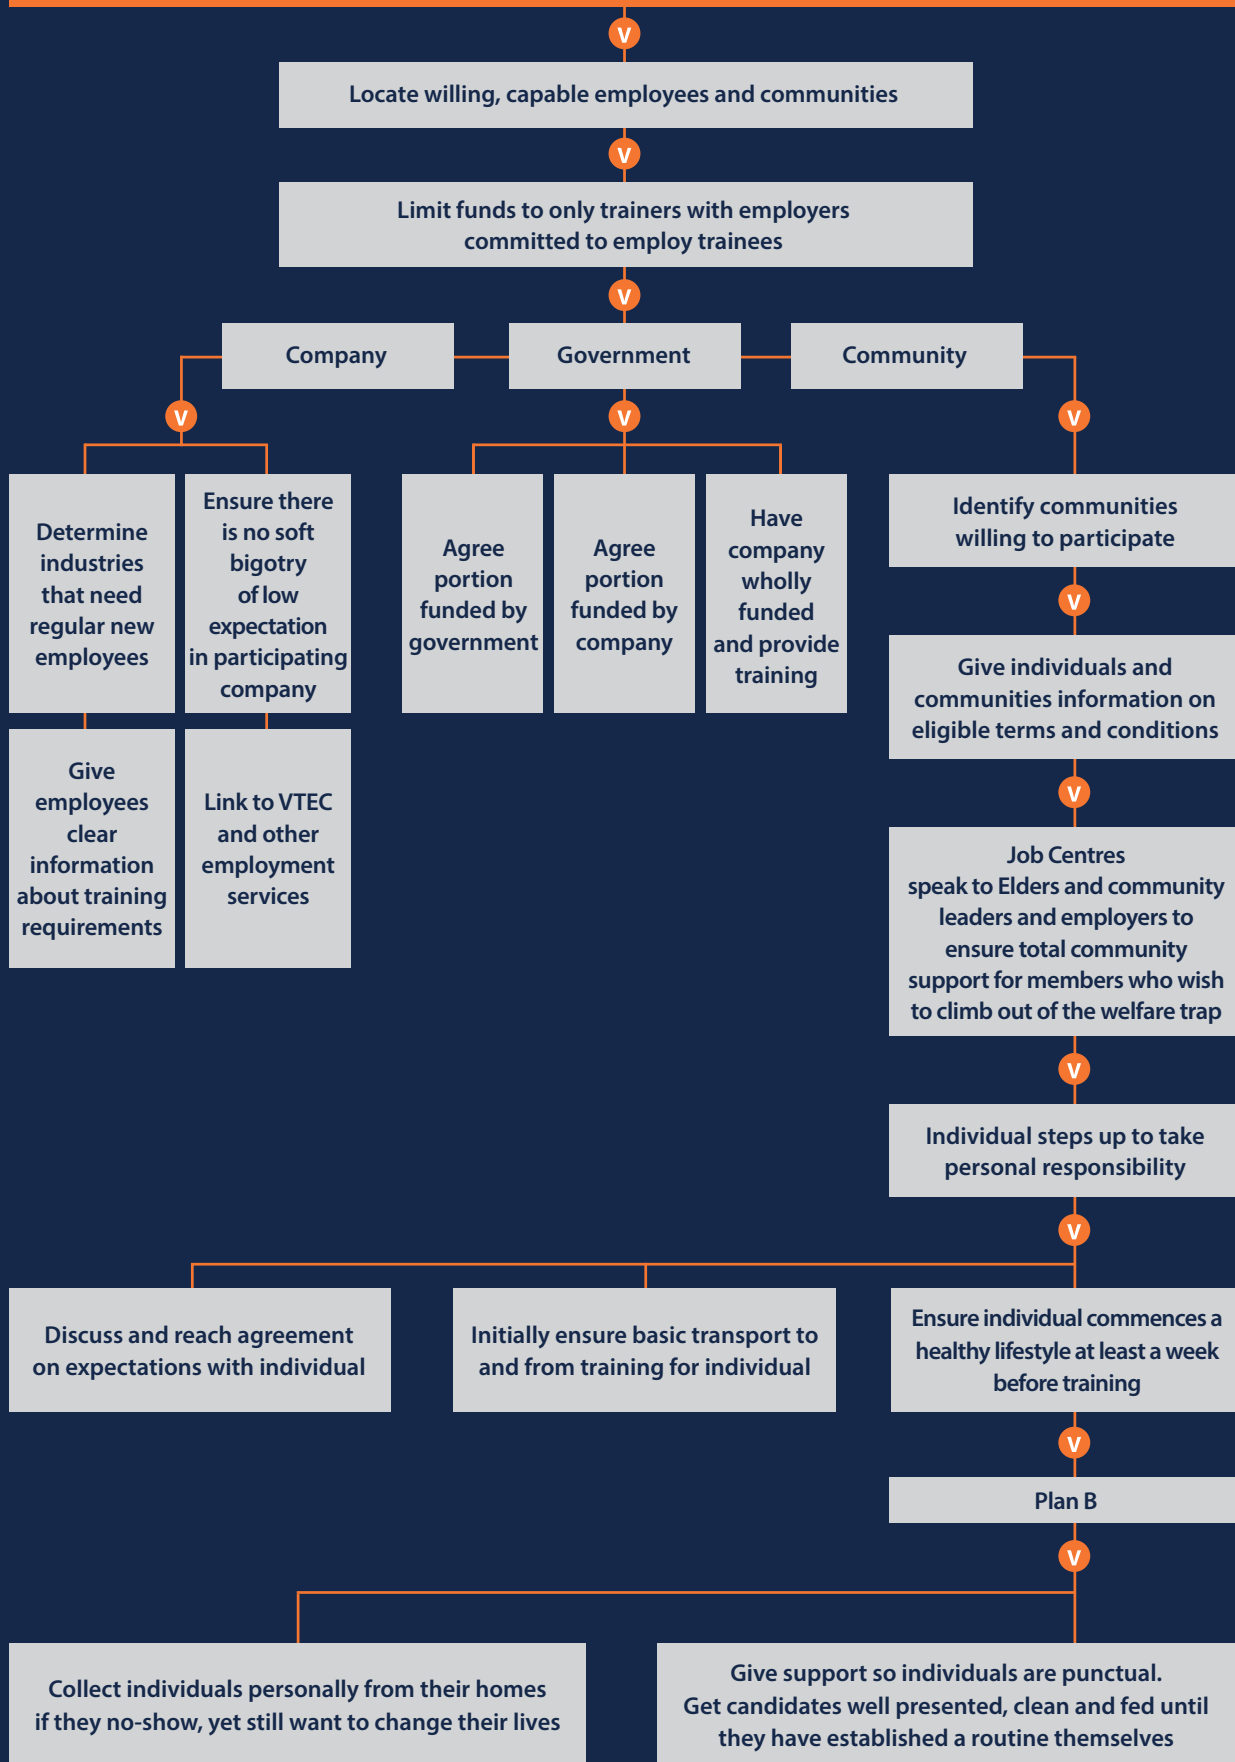 V
Locate willing, capable employees and communities
V
Limit funds to only trainers with employers
committed to employ trainees
V
Company
Government
Community
V
V
V
Determine
industries
that need
regular new
employees
Ensure there
is no soft
bigotry
of low
expectation
in participating
company
Agree
portion
funded by
government
Agree
portion
funded by
company
Have
company
wholly
funded
and provide
training
Identify communities
willing to participate
V
Give individuals and
communities information on
eligible terms and conditions
Give
employees
clear
information
about training
requirements
Link to VTEC
and other
employment
services
V
Job Centres
speak to Elders and community
leaders and employers to
ensure total community
support for members who wish
to climb out of the welfare trap
V
Individual steps up to take
personal responsibility
V
Discuss and reach agreement
on expectations with individual
Initially ensure basic transport to
and from training for individual
Ensure individual commences a
healthy lifestyle at least a week
before training
V
Plan B
V
Collect individuals personally from their homes
if they no-show, yet still want to change their lives
Give support so individuals are punctual.
Get candidates well presented, clean and fed until
they have established a routine themselves